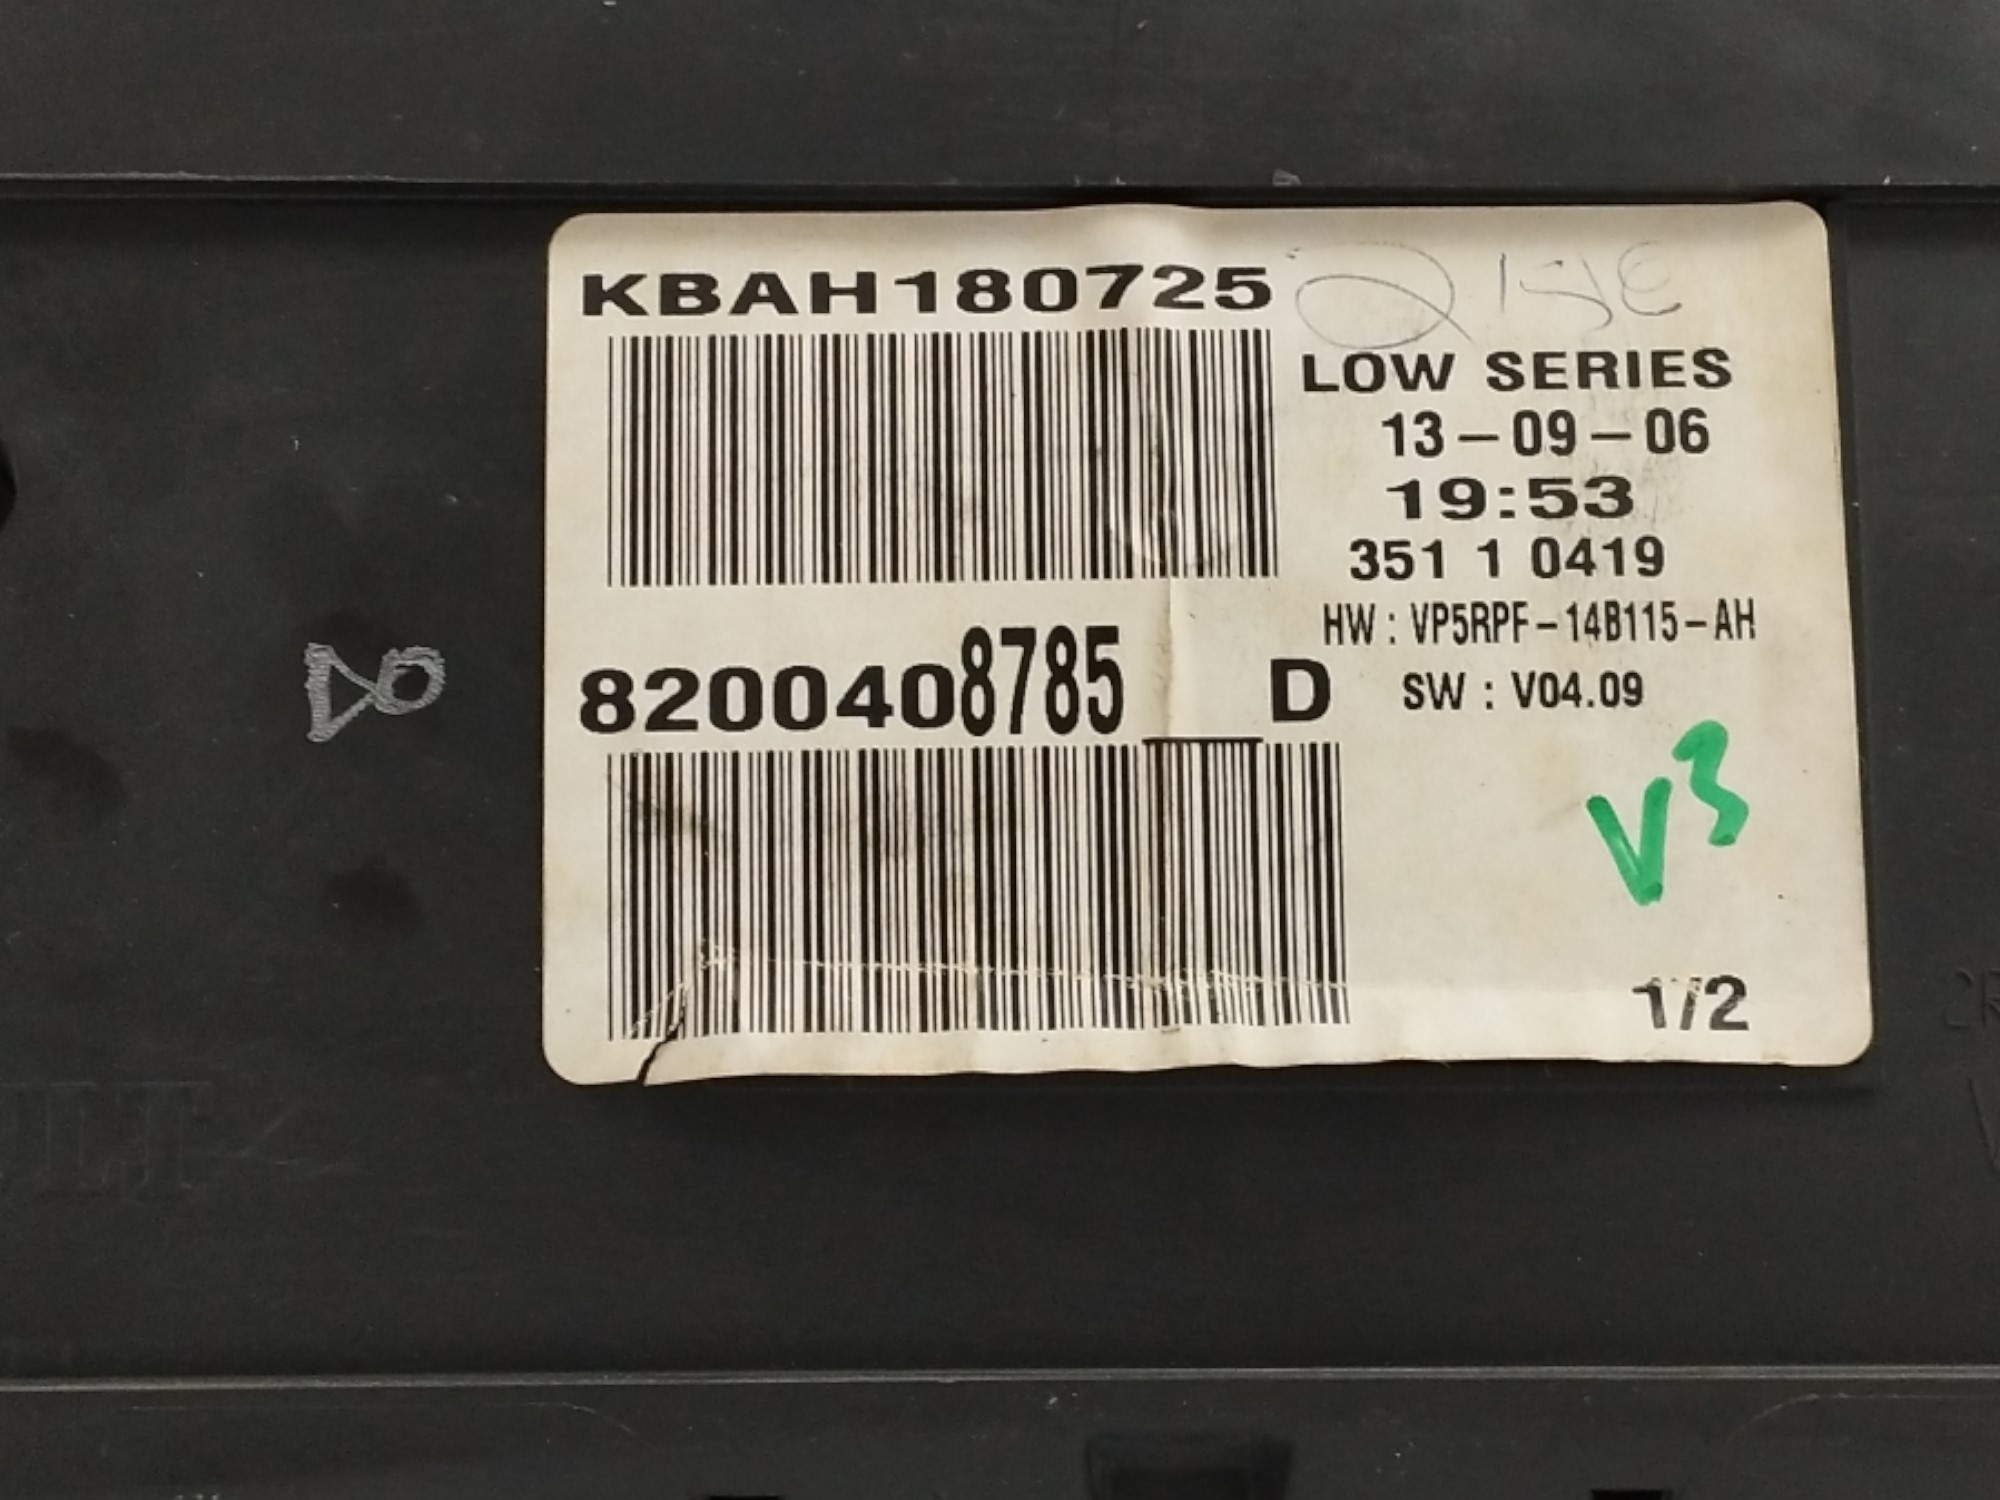 KBAH180725
LOW SERIES
13-09-06
19:53
351 1 0419
HW : VP5RPF-14B115-AH
8200408785 D
SW : V04.09
V3
1/2